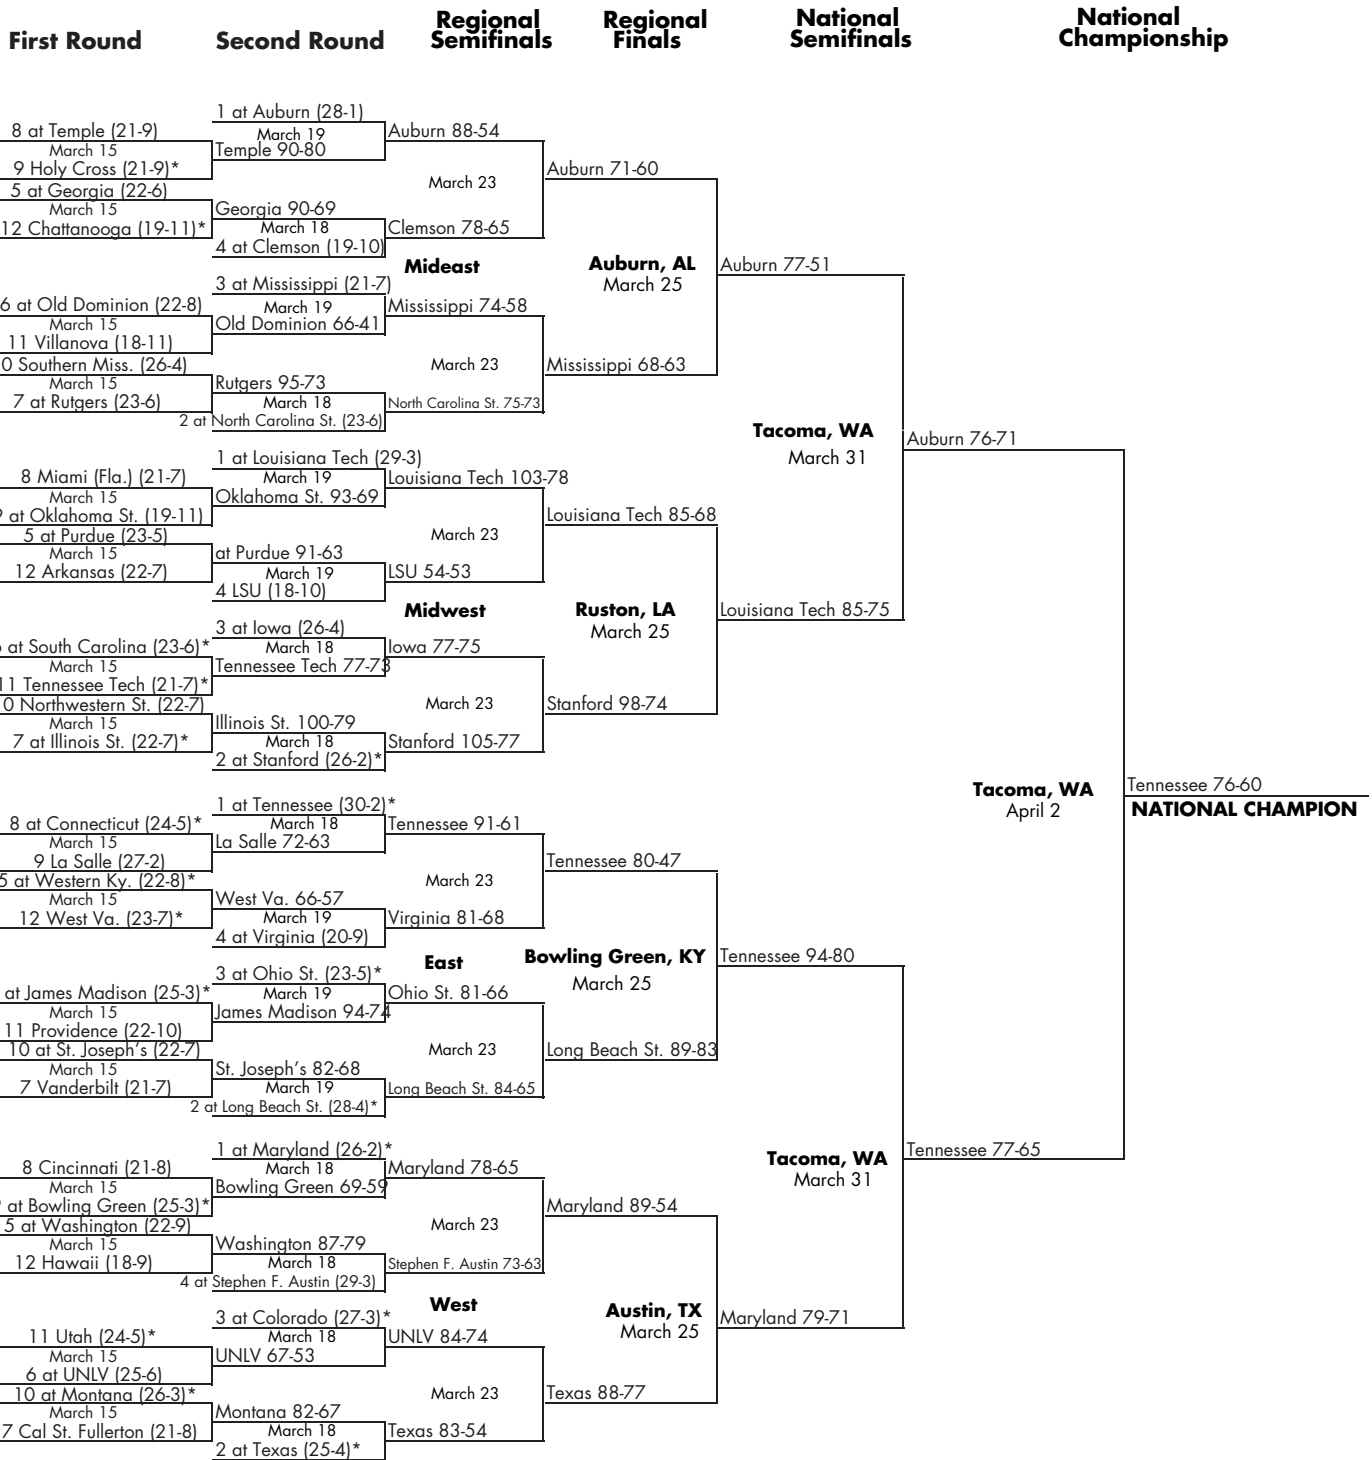 First Round
Second Round
Regional
Semifinals
Regional
Finals
National
Semifinals
National
Championship
1 at Auburn (28-1)
8 at Temple (21-9)
March 19
Auburn 88-54
March 15
Temple 90-80
9 Holy Cross (21-9)*
Auburn 71-60
5 at Georgia (22-6)
March 23
March 15
Georgia 90-69
12 Chattanooga (19-11)*
March 18
Clemson 78-65
4 at Clemson (19-10)
Mideast
Auburn, AL
March 25
Auburn 77-51
3 at Mississippi (21-7)
6 at Old Dominion (22-8)
March 19
Mississippi 74-58
March 15
Old Dominion 66-41
11 Villanova (18-11)
0 Southern Miss. (26-4)
March 23
Mississippi 68-63
March 15
Rutgers 95-73
7 at Rutgers (23-6)
March 18
North Carolina St. 75-73
2 at North Carolina St. (23-6)
Tacoma, WA
March 31
Auburn 76-71
1 at Louisiana Tech (29-3)
8 Miami (Fla.) (21-7)
March 19
Louisiana Tech 103-78
March 15
Oklahoma St. 93-69
9 at Oklahoma St. (19-11)
Louisiana Tech 85-68
5 at Purdue (23-5)
March 23
March 15
at Purdue 91-63
12 Arkansas (22-7)
March 19
LSU 54-53
4 LSU (18-10)
Midwest
Ruston, LA
March 25
Louisiana Tech 85-75
3 at Iowa (26-4)
6 at South Carolina (23-6)*
March 18
Iowa 77-75
March 15
Tennessee Tech 77-73
11 Tennessee Tech (21-7)*
0 Northwestern St. (22-7)
March 23
Stanford 98-74
March 15
Illinois St. 100-79
7 at Illinois St. (22-7)*
March 18
Stanford 105-77
2 at Stanford (26-2)*
Tacoma, WA
April 2
Tennessee 76-60
NATIONAL CHAMPION
1 at Tennessee (30-2)*
8 at Connecticut (24-5)*
March 18
Tennessee 91-61
March 15
La Salle 72-63
9 La Salle (27-2)
Tennessee 80-47
5 at Western Ky. (22-8)*
March 23
March 15
West Va. 66-57
12 West Va. (23-7)*
March 19
Virginia 81-68
4 at Virginia (20-9)
East
Bowling Green, KY
March 25
Tennessee 94-80
3 at Ohio St. (23-5)*
at James Madison (25-3)*
March 19
Ohio St. 81-66
March 15
James Madison 94-74
11 Providence (22-10)
10 at St. Joseph's (22-7)
March 23
Long Beach St. 89-83
March 15
St. Joseph's 82-68
7 Vanderbilt (21-7)
March 19
Long Beach St. 84-65
2 at Long Beach St. (28-4)*
Tacoma, WA
March 31
Tennessee 77-65
1 at Maryland (26-2)*
8 Cincinnati (21-8)
March 18
Maryland 78-65
March 15
Bowling Green 69-59
9 at Bowling Green (25-3)*
Maryland 89-54
5 at Washington (22-9)
March 23
March 15
Washington 87-79
12 Hawaii (18-9)
March 18
Stephen F. Austin 73-63
4 at Stephen F. Austin (29-3)
West
Austin, TX
March 25
Maryland 79-71
3 at Colorado (27-3)*
11 Utah (24-5)*
March 18
UNLV 84-74
March 15
UNLV 67-53
6 at UNLV (25-6)
10 at Montana (26-3)*
March 23
Texas 88-77
March 15
Montana 82-67
7 Cal St. Fullerton (21-8)
March 18
Texas 83-54
2 at Texas (25-4)*